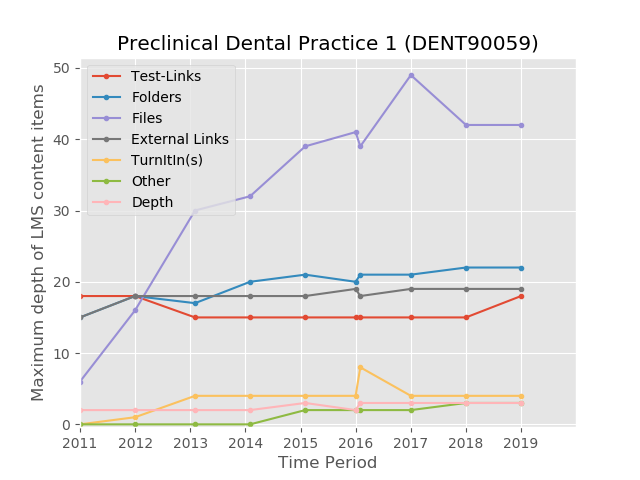 Preclinical Dental Practice 1 (DENT90059)
Test-Links
Folders
Files
External Links
TurnItIn(s)
Other
Depth
Maximum depth of LMS content items
50
40
30
20
10
0
2011 2012 2013 2014 2015 2016 2017 2018 2019
Time Period